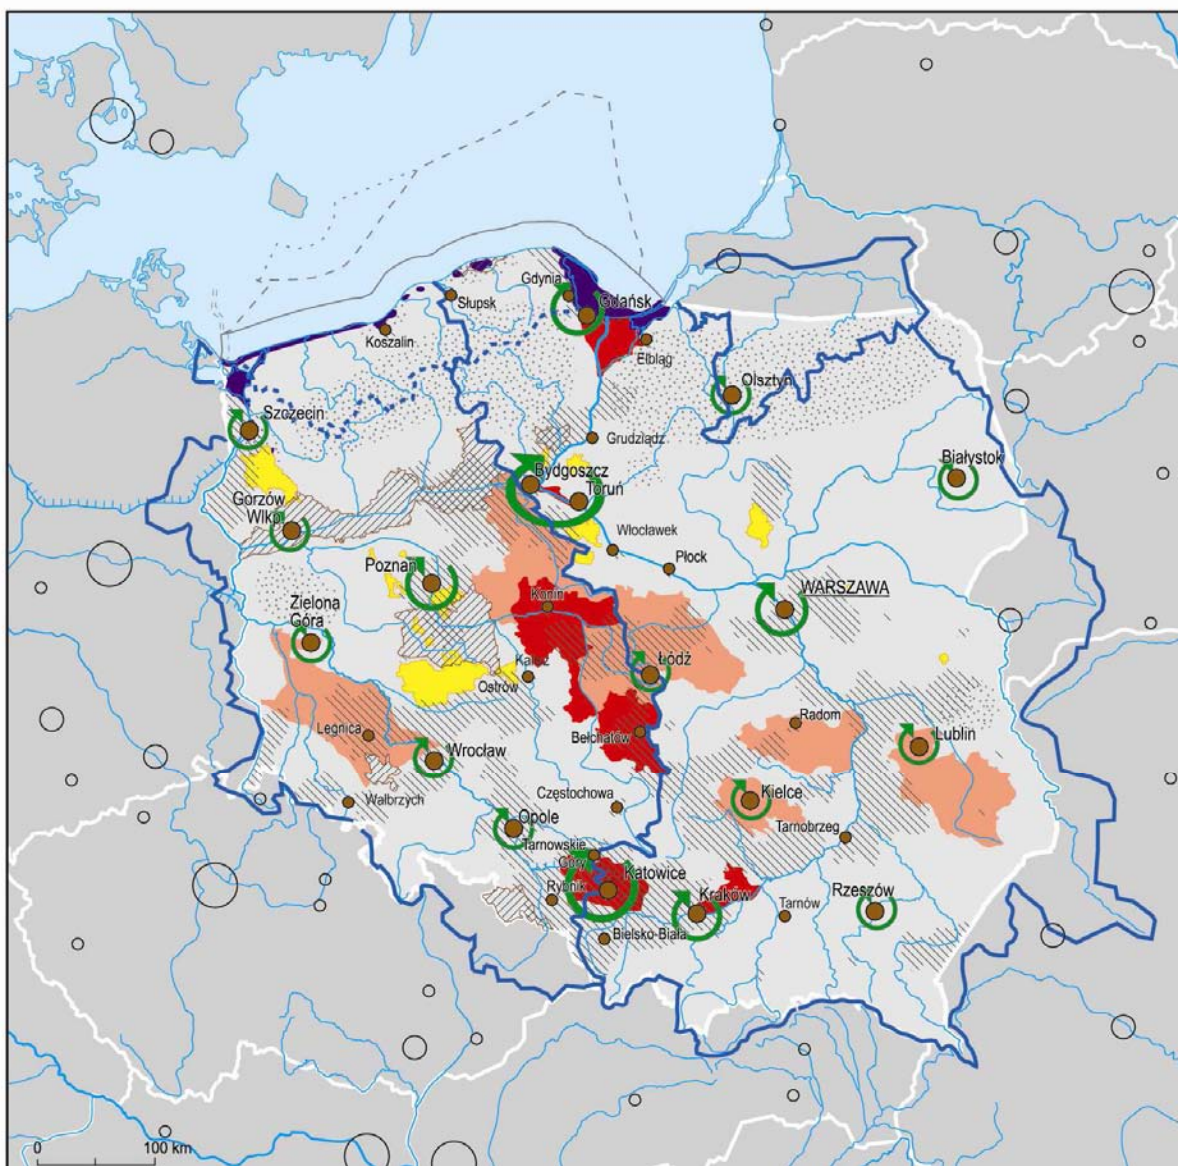 Gdynia
Gdańsk
Słupsk
Koszalin
Elbląg
Olsztyn
Szczecin
Grudziądz
Białystok
Bydgoszcz
Toruń
Gorzów
Wlkp.
Włocławek
Płock
Poznań
WARSZAWA
Konin
Zielona
Góra
Łódź
Kalisz
Ostrów
Radom
Legnica
Bełchatów
Lublin
Wrocław
Kielce
Wałbrzych
Częstochowa
Opole
Tarnobrzeg
Tarnowskie
Góry
Katowice
Rybnik
Kraków
Rzeszów
Tarnów
Bielsko-Biała
0 100 km